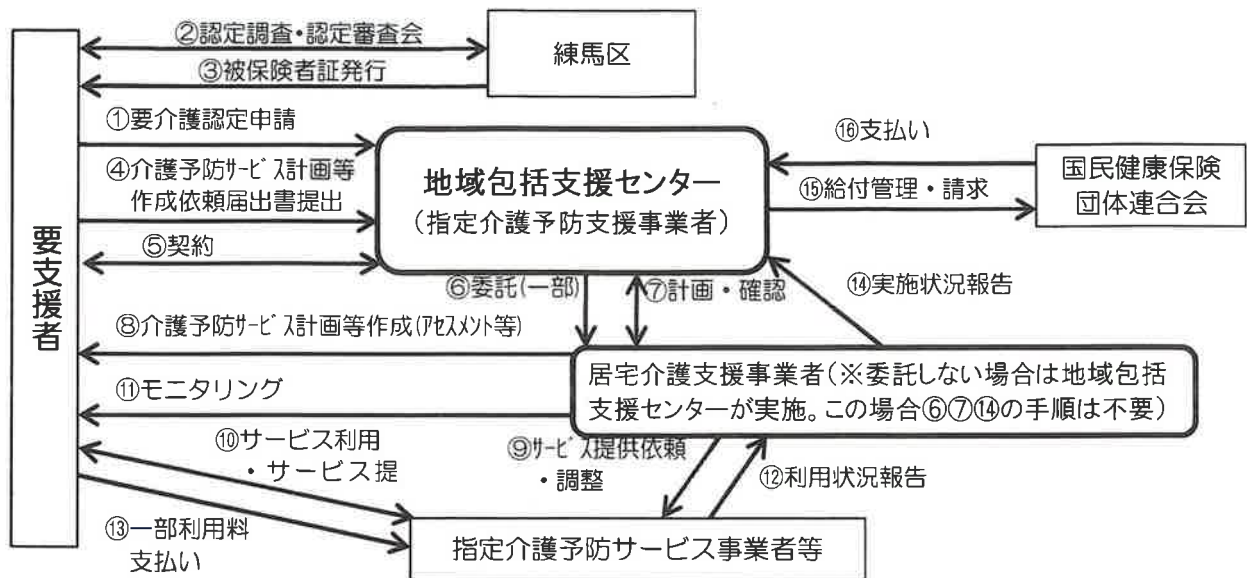 ②認定調査・認定審査会
練馬区
③被保険者証発行
①要介護認定申請
⑯支払い
④介護予防サービス計画等
作成依頼届出書提出
地域包括支援センター
(指定介護予防支援事業者)
⑮給付管理・請求
国民健康保険
団体連合会
要支援者
⑤契約
⑥委託(一部)
⑦計画・確認
⑭実施状況報告
⑧介護予防サービス計画等作成(アセスメント等)
居宅介護支援事業者(※委託しない場合は地域包括
支援センターが実施。この場合⑥⑦⑭の手順は不要)
⑪モニタリング
⑩サービス利用
・サービス提
⑨サービス提供依頼
・調整
⑫利用状況報告
⑬一部利用料
支払い
指定介護予防サービス事業者等